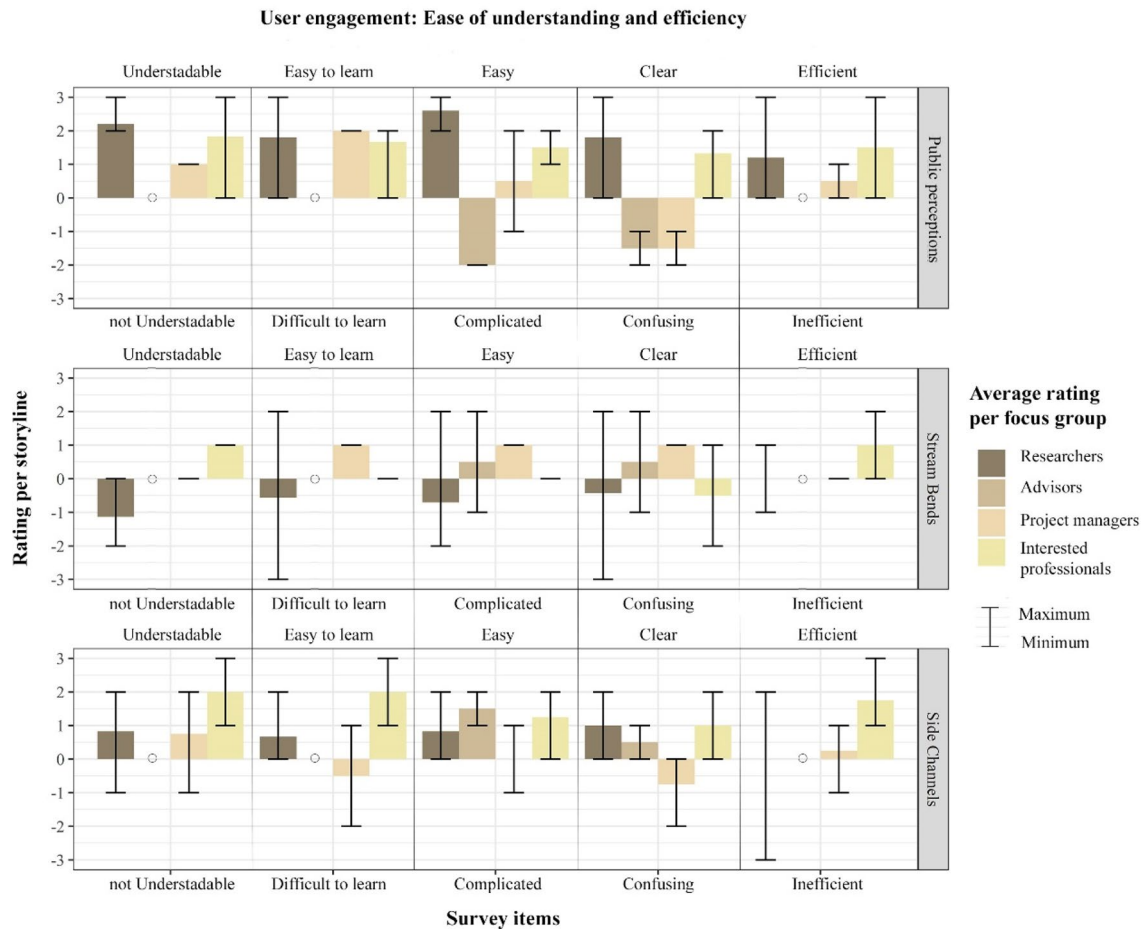 User engagement: Ease of understanding and efficiency
Understadable Easy to learn Easy Clear Efficient
3
2
1
0
-1
-2
-3
Public perceptions
not Understadable Difficult to learn Complicated Confusing Inefficient
Understadable Easy to learn Easy Clear Efficient
3
2
1
0
-1
-2
-3
Stream Bends
not Understadable Difficult to learn Complicated Confusing Inefficient
Understadable Easy to learn Easy Clear Efficient
3
2
1
0
-1
-2
-3
Side Channels
not Understadable Difficult to learn Complicated Confusing Inefficient
Rating per storyline
Survey items
Average rating
per focus group
Researchers
Advisors
Project managers
Interested
professionals
Maximum
Minimum